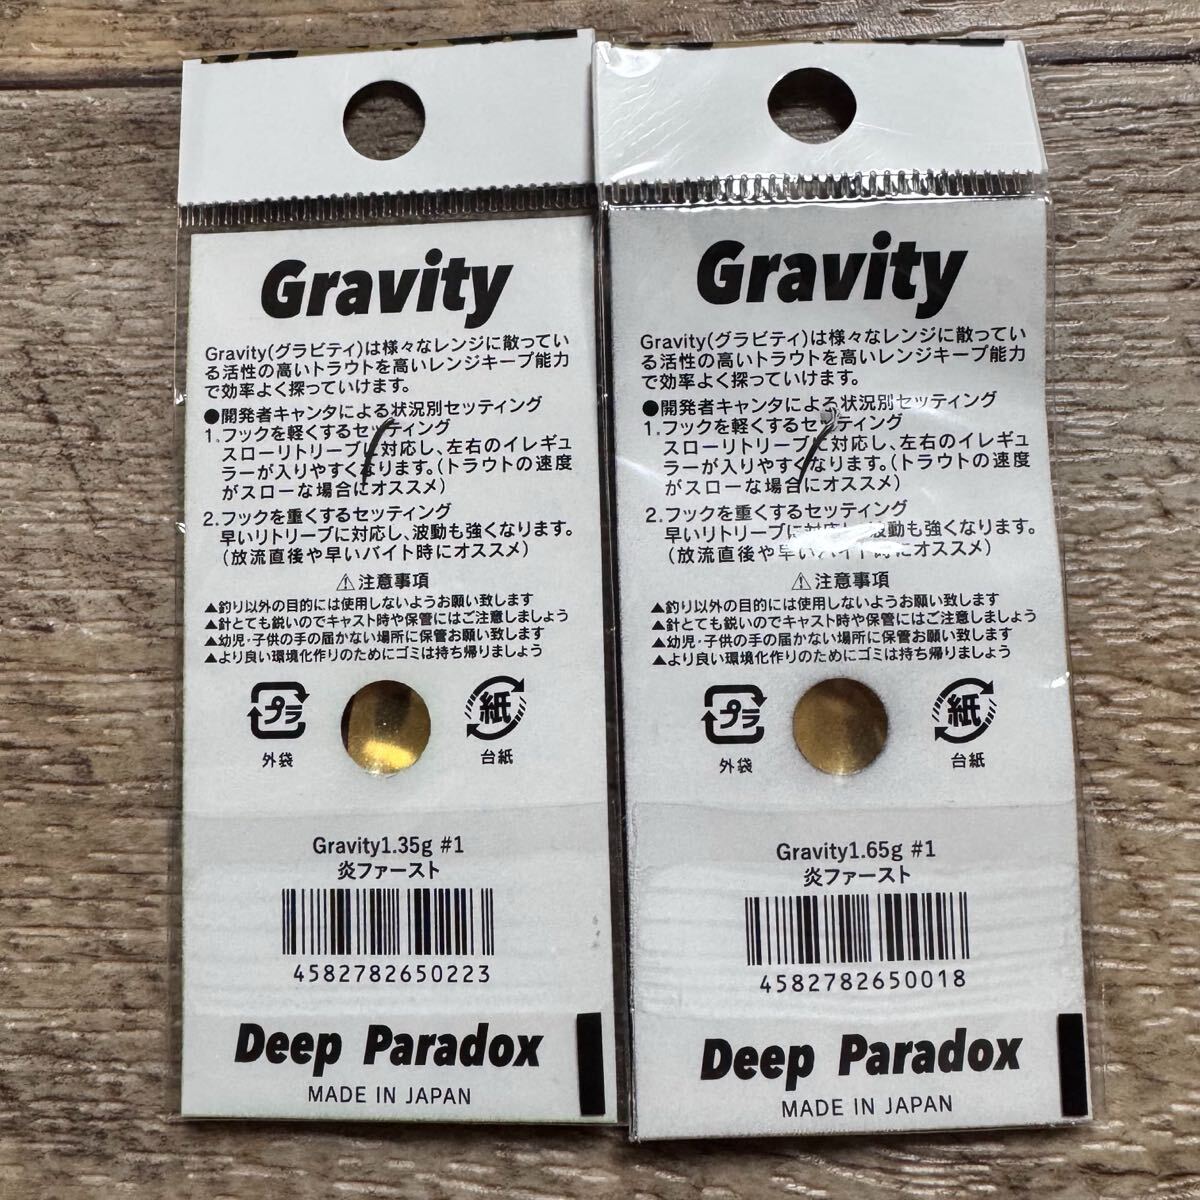 Gravity
Gravity(グラビティ)は様々なレンジに散ってい
る活性の高いトラウトを高いレンジキープ能力
で効率よく探っていけます。
●開発者キャンタによる状況別セッティング
1.フックを軽くするセッティング
スローリトリーブに対応し、左右のイレギュ
ラーが入りやすくなります。(トラウトの速度
がスローな場合にオススメ)
2.フックを重くするセッティング
早いリトリーブに対応し、波動も強くなります。
(放流直後や早いバイト時にオススメ)
⚠注意事項
▲釣り以外の目的には使用しないようお願い致します
▲針とても鋭いのでキャスト時や保管にはご注意しましょう
▲幼児・子供の手の届かない場所に保管お願い致します
▲より良い環境化作りのためにゴミは持ち帰りましょう
プラ
外袋
紙
台紙
Gravity1.35g #1
炎ファースト
4582782650223
Deep Paradox
MADE IN JAPAN
Gravity
Gravity(グラビティ)は様々なレンジに散ってい
る活性の高いトラウトを高いレンジキープ能力
で効率よく探っていけます。
●開発者キャンタによる状況別セッティング
1.フックを軽くするセッティング
スローリトリーブに対応し、左右のイレギュ
ラーが入りやすくなります。(トラウトの速度
がスローな場合にオススメ)
2.フックを重くするセッティング
早いリトリーブに対応し、波動も強くなります。
(放流直後や早いバイト時にオススメ)
⚠注意事項
▲釣り以外の目的には使用しないようお願い致します
▲針とても鋭いのでキャスト時や保管にはご注意しましょう
▲幼児・子供の手の届かない場所に保管お願い致します
▲より良い環境化作りのためにゴミは持ち帰りましょう
プラ
外袋
紙
台紙
Gravity1.65g #1
炎ファースト
4582782650018
Deep Paradox
MADE IN JAPAN